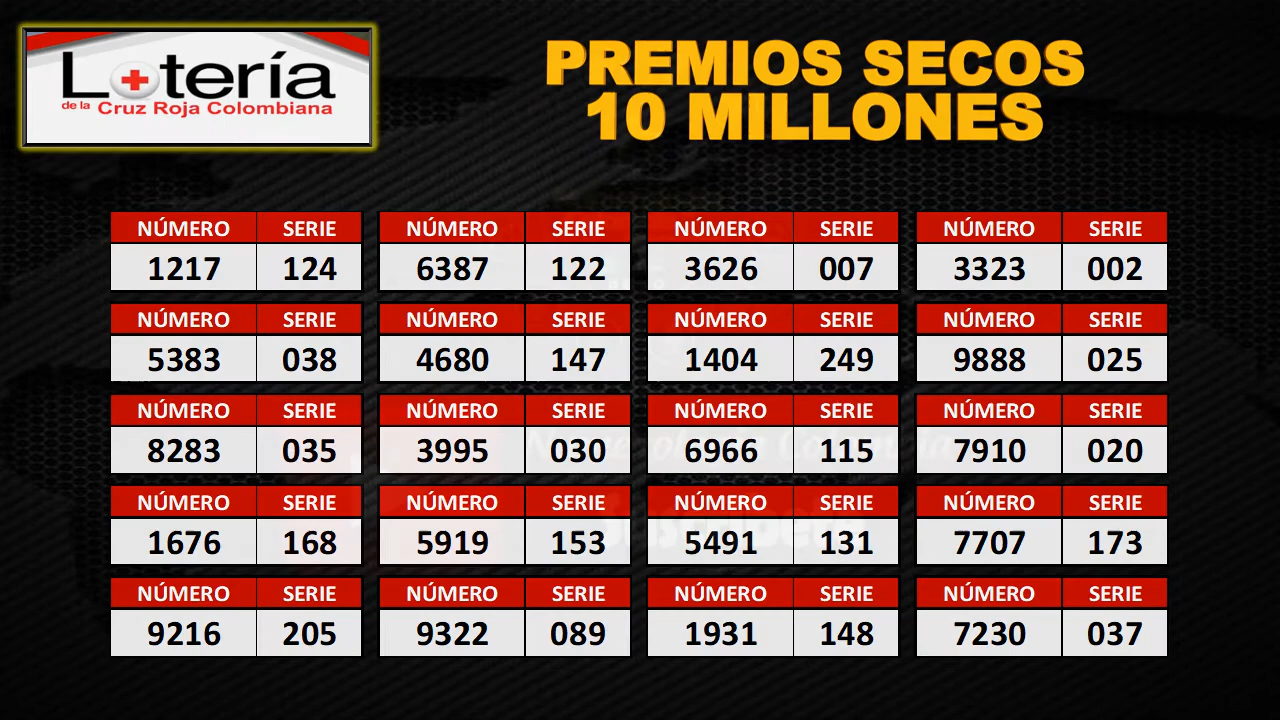 Lotería
de la Cruz Roja Colombiana
PREMIOS SECOS
10 MILLONES
NÚMERO SERIE NÚMERO SERIE NÚMERO SERIE NÚMERO SERIE
1217 124 6387 122 3626 007 3323 002
NÚMERO SERIE NÚMERO SERIE NÚMERO SERIE NÚMERO SERIE
5383 038 4680 147 1404 249 9888 025
NÚMERO SERIE NÚMERO SERIE NÚMERO SERIE NÚMERO SERIE
8283 035 3995 030 6966 115 7910 020
NÚMERO SERIE NÚMERO SERIE NÚMERO SERIE NÚMERO SERIE
1676 168 5919 153 5491 131 7707 173
NÚMERO SERIE NÚMERO SERIE NÚMERO SERIE NÚMERO SERIE
9216 205 9322 089 1931 148 7230 037